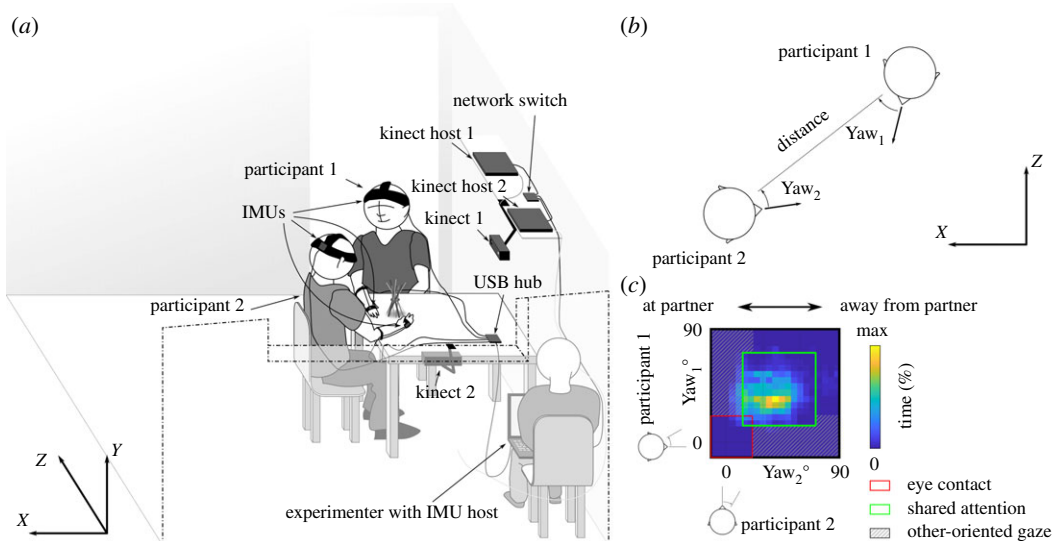 (a)
network switch
kinect host 1
participant 1
kinect host 2
IMUs
kinect 1
USB hub
participant 2
kinect 2
Y
Z
X
experimenter with IMU host
(b)
participant 1
distance
Yaw1
Yaw2
participant 2
Z
X
(c)
at partner
away from partner
90
max
participant 1
Yaw1°
time (%)
0
0
0
Yaw2°
90
participant 2
eye contact
shared attention
other-oriented gaze